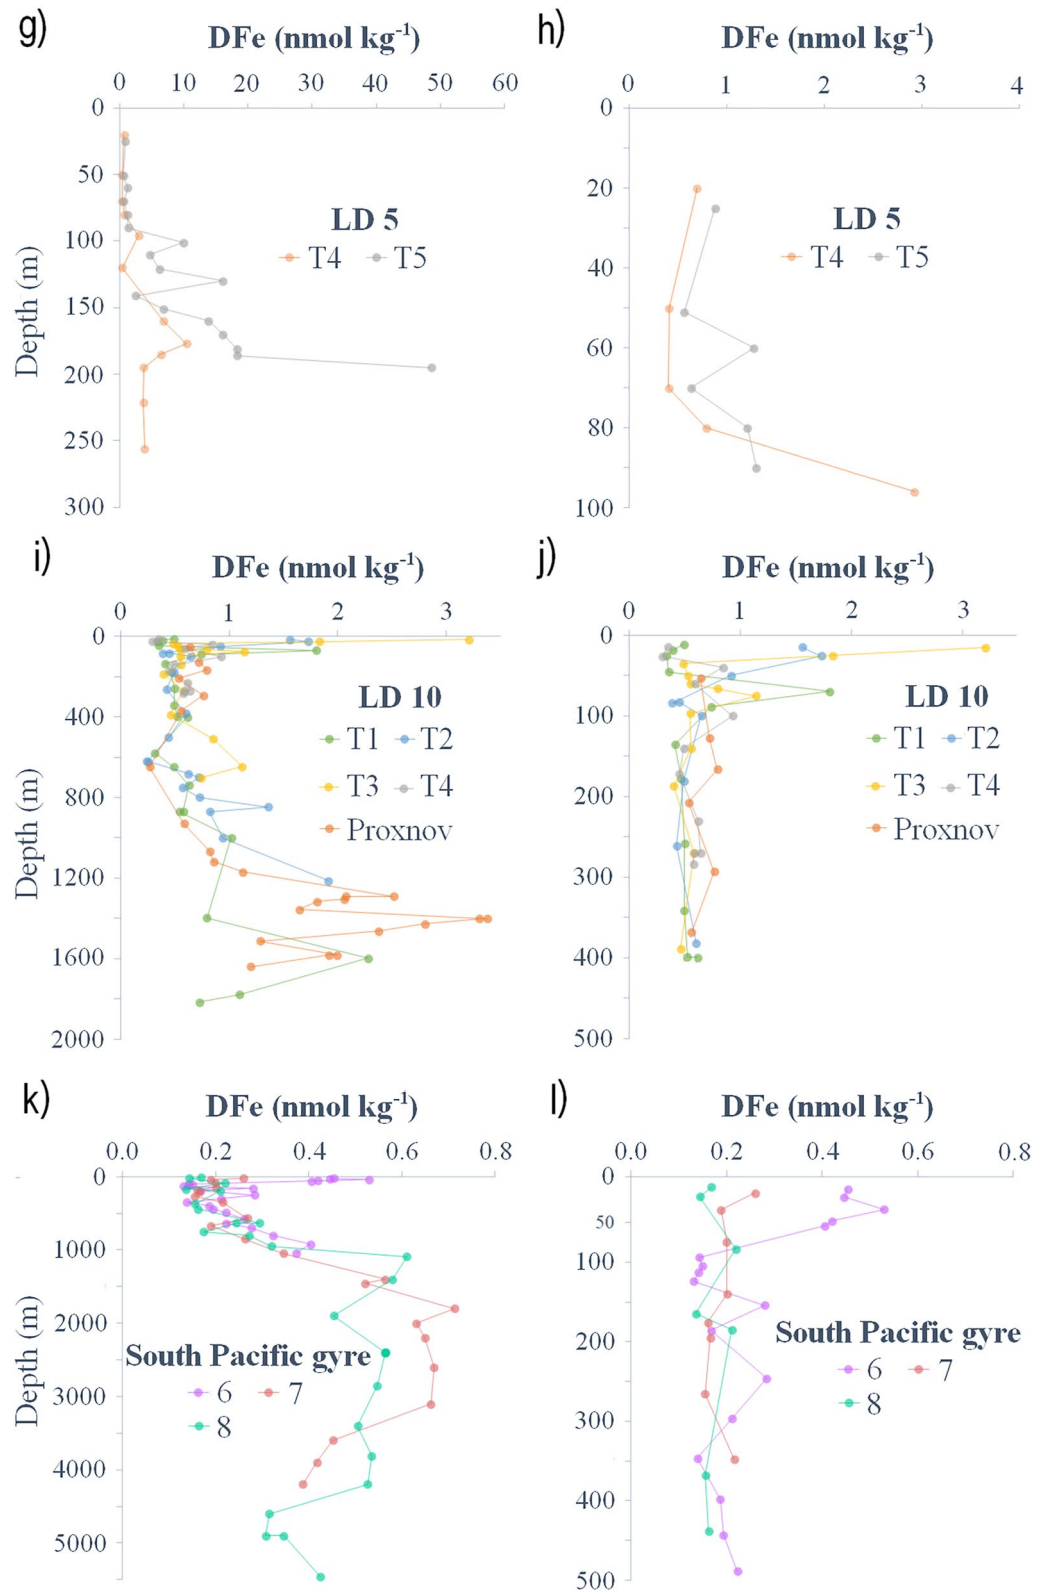 g)
DFe (nmol kg⁻¹)
0 10 20 30 40 50 60
0
50
100
150
200
250
300
Depth (m)
LD 5
T4 T5
h)
DFe (nmol kg⁻¹)
0 1 2 3 4
0
20
40
60
80
100
LD 5
T4 T5
i)
DFe (nmol kg⁻¹)
0 1 2 3
0
400
800
1200
1600
2000
Depth (m)
LD 10
T1 T2
T3 T4
Proxnov
j)
DFe (nmol kg⁻¹)
0 1 2 3
0
100
200
300
400
500
LD 10
T1 T2
T3 T4
Proxnov
k)
DFe (nmol kg⁻¹)
0.0 0.2 0.4 0.6 0.8
0
1000
2000
3000
4000
5000
Depth (m)
South Pacific gyre
6 7
8
l)
DFe (nmol kg⁻¹)
0.0 0.2 0.4 0.6 0.8
0
50
100
200
300
400
500
South Pacific gyre
6 7
8